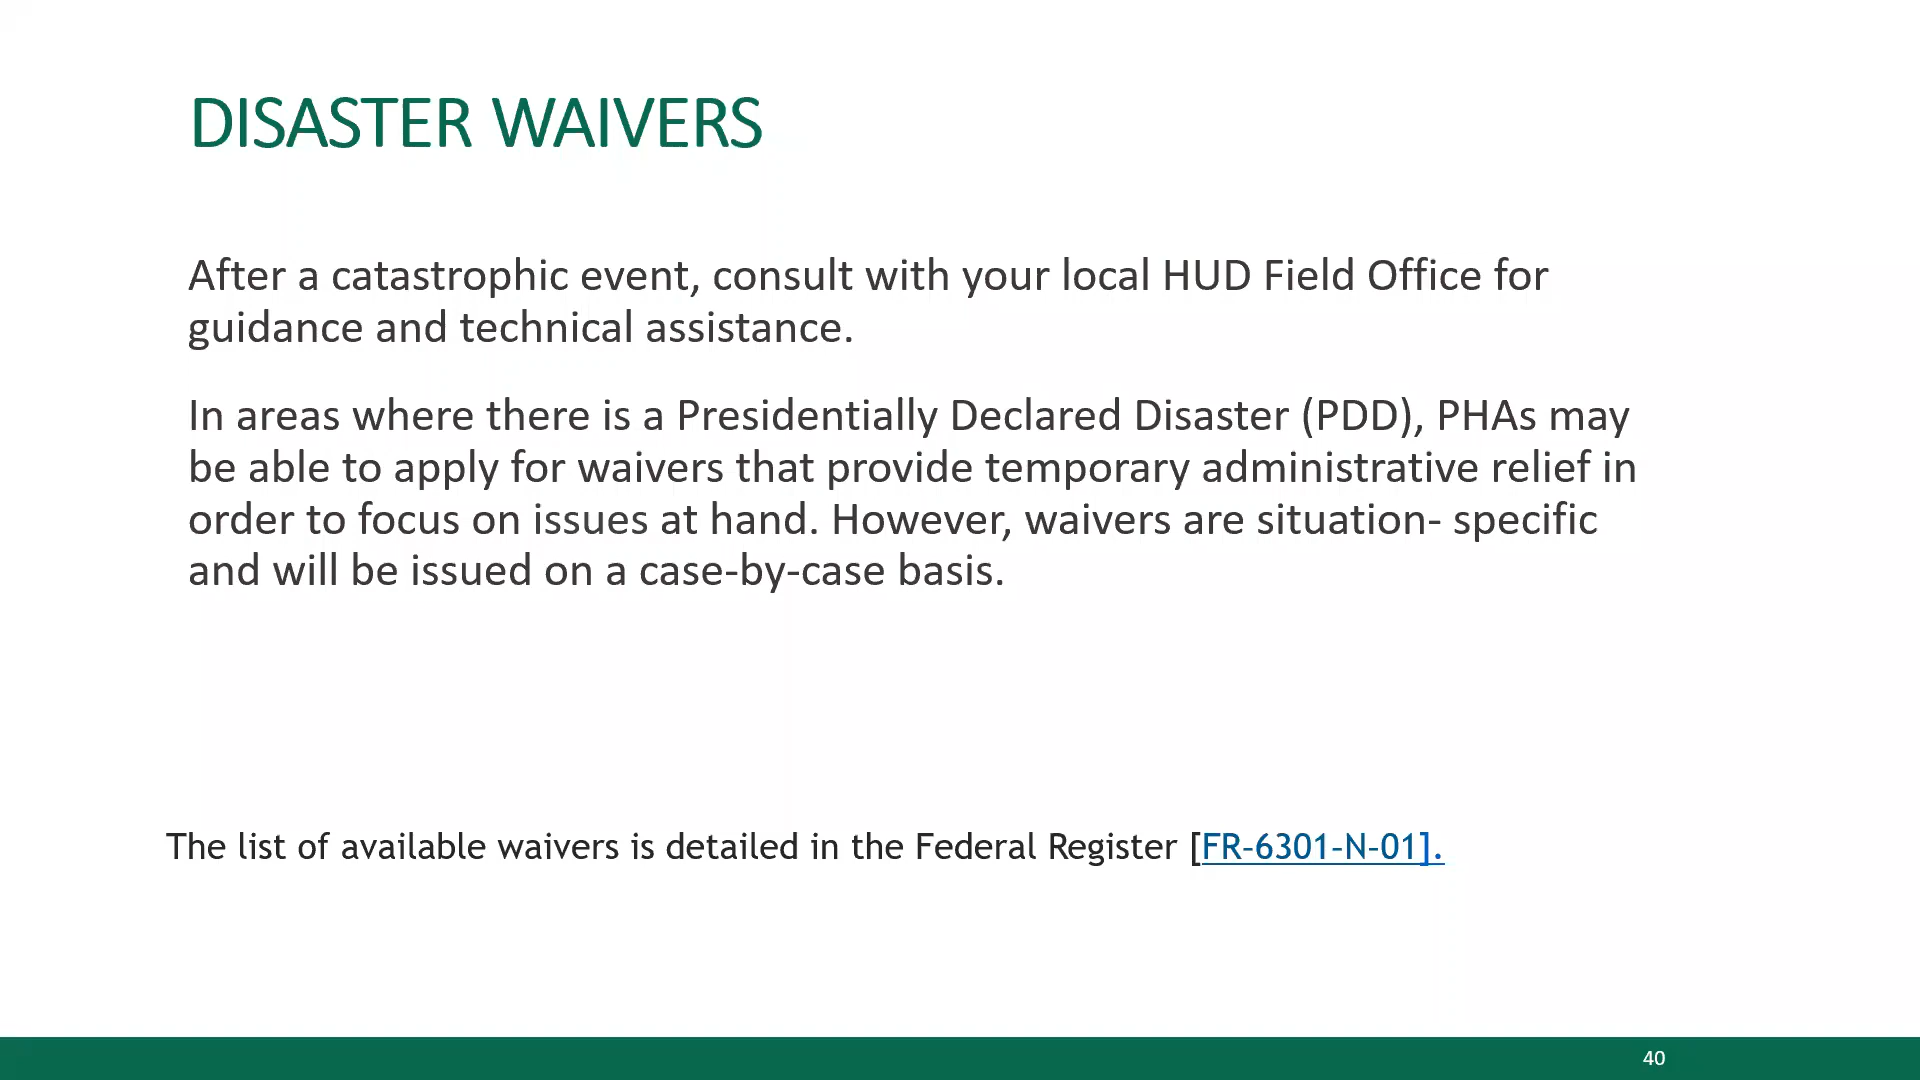 DISASTER WAIVERS
After a catastrophic event, consult with your local HUD Field Office for
guidance and technical assistance.
In areas where there is a Presidentially Declared Disaster (PDD), PHAs may
be able to apply for waivers that provide temporary administrative relief in
order to focus on issues at hand. However, waivers are situation- specific
and will be issued on a case-by-case basis.
The list of available waivers is detailed in the Federal Register [FR-6301-N-01].
40